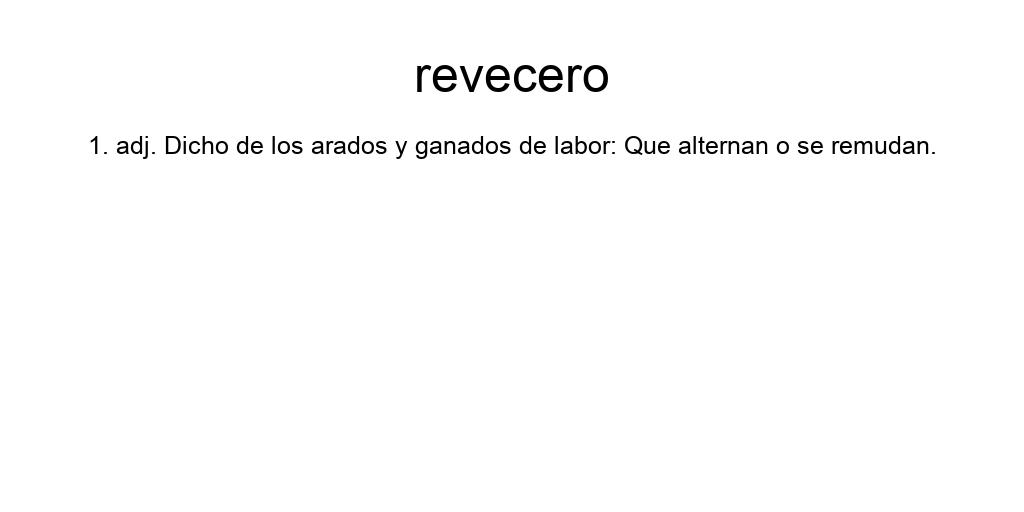 revecero
1. adj. Dicho de los arados y ganados de labor: Que alternan o se remudan.